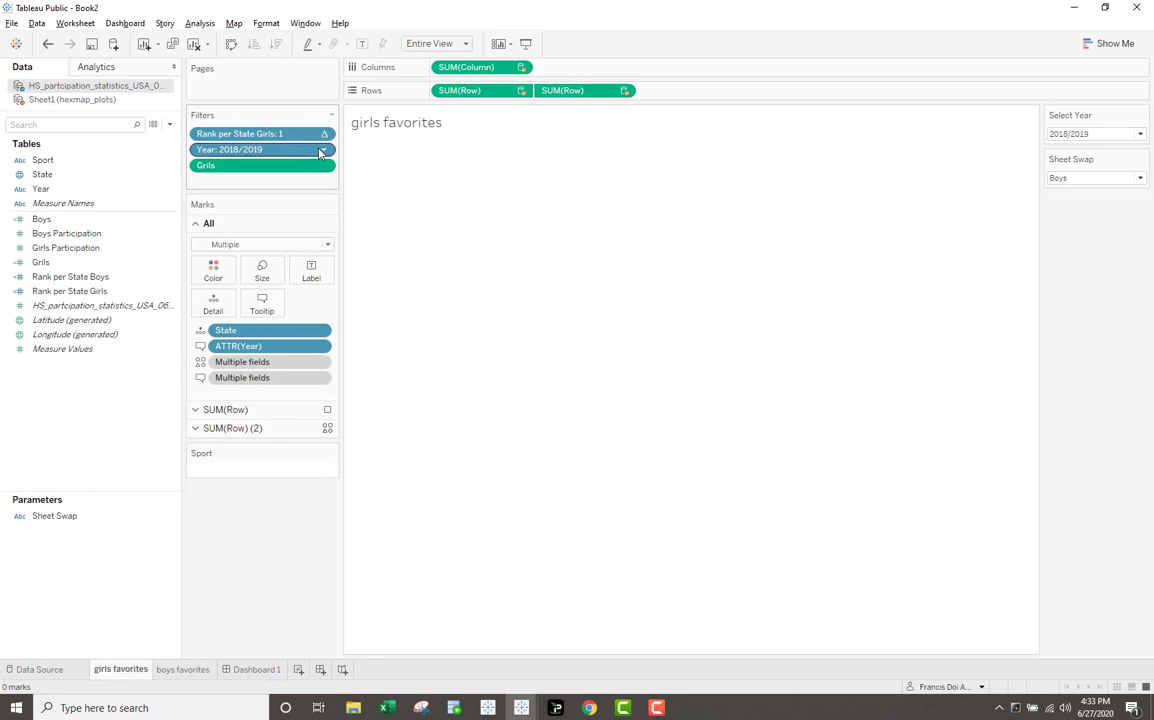 Tableau Public - Book2
File Data Worksheet Dashboard Story Analysis Map Format Window Help
Entire View
Show Me
Data Analytics
HS_partcipation_statistics_USA_0...
Sheet1 (hexmap_plots)
Search
Tables
Abc Sport
State
Abc Year
Abc Measure Names
Boys
Boys Participation
Girls Participation
Grils
Rank per State Boys
Rank per State Girls
HS_partcipation_statistics_USA_06...
Latitude (generated)
Longitude (generated)
Measure Values
Parameters
Abc Sheet Swap
Pages
Filters
Rank per State Girls: 1
Year: 2018/2019
Grils
Marks
All
Multiple
Color Size Label
Detail Tooltip
State
ATTR(Year)
Multiple fields
Multiple fields
SUM(Row)
SUM(Row) (2)
Sport
Columns SUM(Column)
Rows SUM(Row) SUM(Row)
girls favorites
Select Year
2018/2019
Sheet Swap
Boys
Data Source girls favorites boys favorites Dashboard 1
0 marks
Francis Doi A...
Type here to search
4:33 PM
6/27/2020